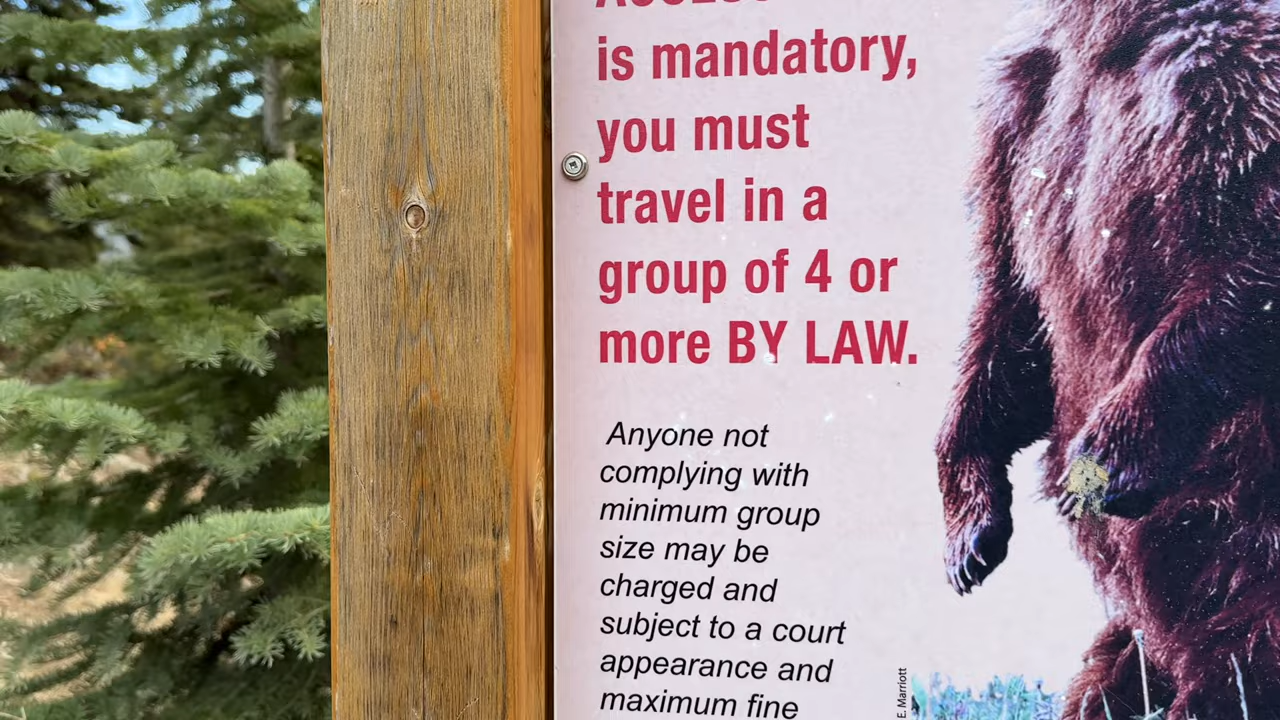 is mandatory,
you must
travel in a
group of 4 or
more BY LAW.
Anyone not
complying with
minimum group
size may be
charged and
subject to a court
appearance and
maximum fine
E. Marriott